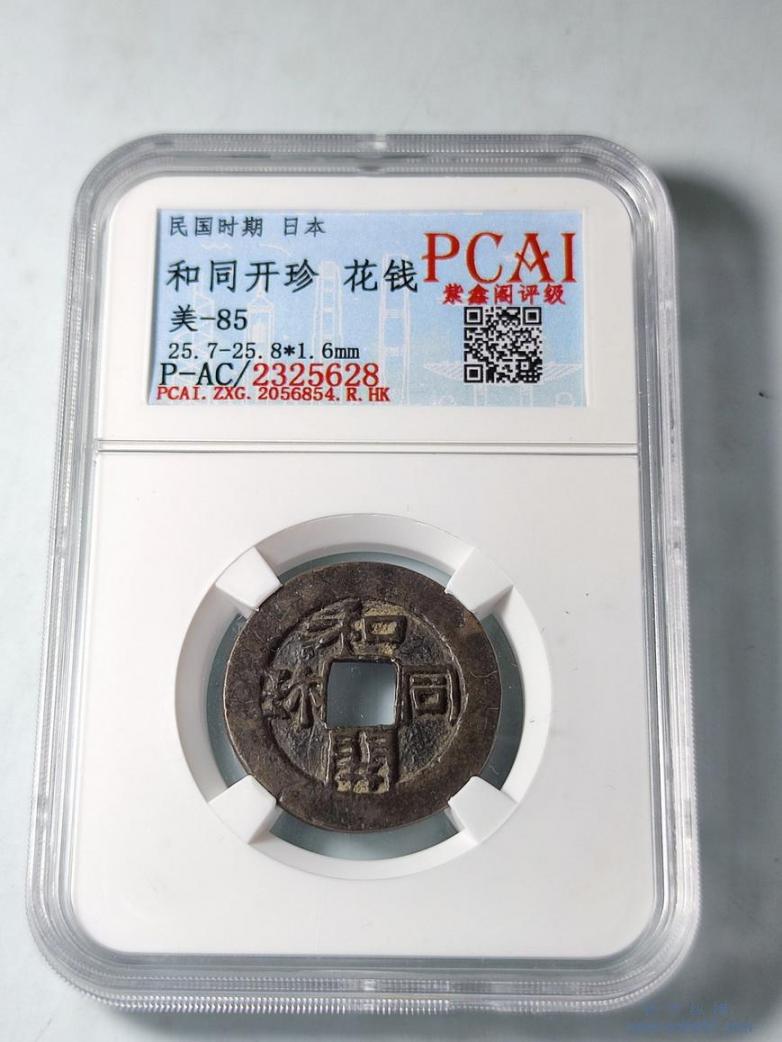 民国时期 日本
PCAI
紫鑫阁评级
和同开珍 花钱
美-85
25.7-25.8*1.6mm
P-AC/2325628
PCAI.ZXG.2056854.R.HK
和
同
開
珎